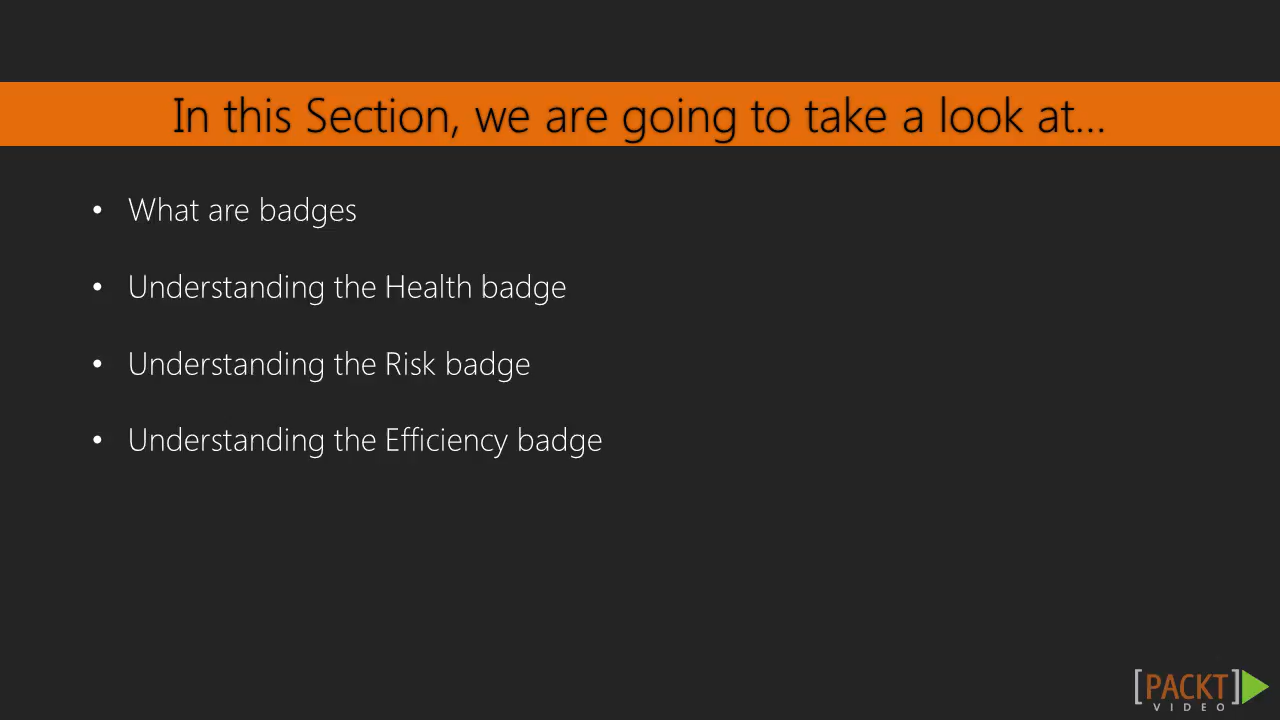 In this Section, we are going to take a look at...
• What are badges
• Understanding the Health badge
• Understanding the Risk badge
• Understanding the Efficiency badge
[PACKT]
VIDEO